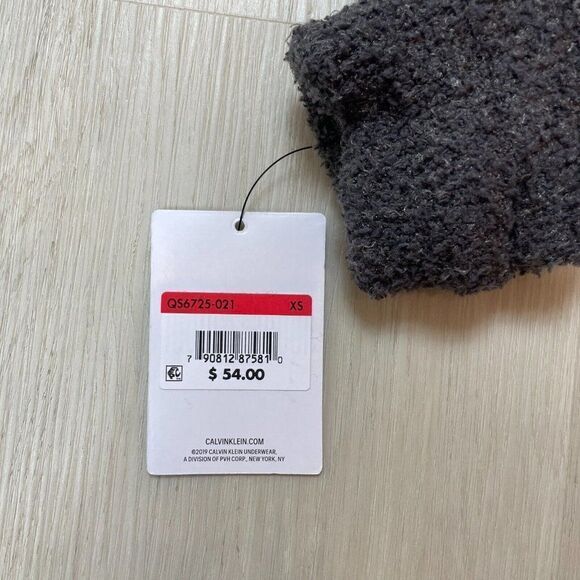 QS6725-021 XS
7 90812 87581 0
$ 54.00
CALVINKLEIN.COM
©2019 CALVIN KLEIN UNDERWEAR,
A DIVISION OF PVH CORP., NEW YORK, NY